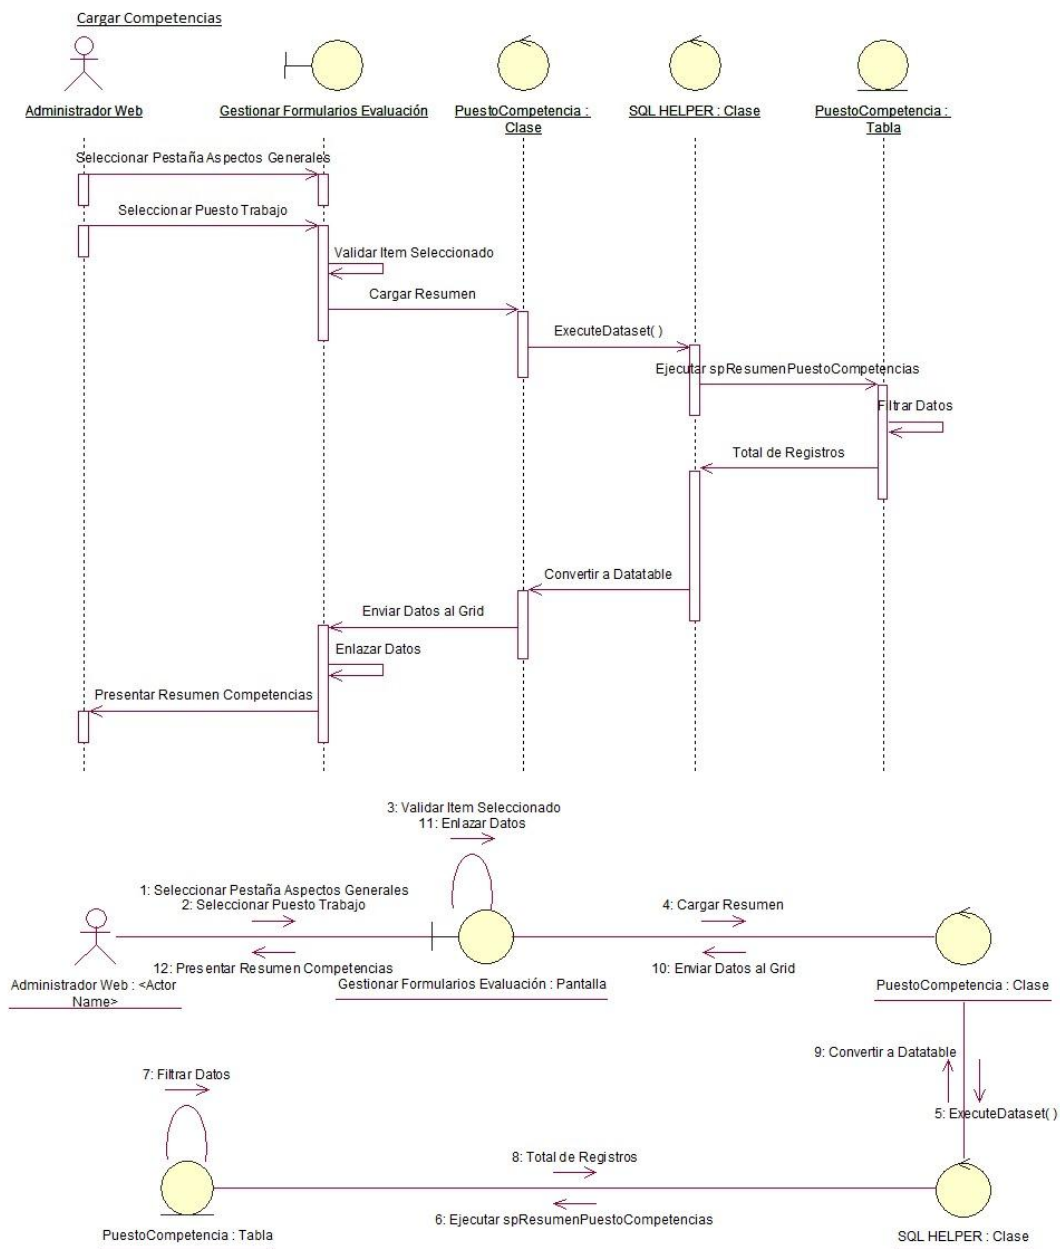 Cargar Competencias
Administrador Web
Gestionar Formularios Evaluación
PuestoCompetencia :
Clase
SQL HELPER : Clase
PuestoCompetencia :
Tabla
Seleccionar Pestaña Aspectos Generales
Seleccionar Puesto Trabajo
Validar Item Seleccionado
Cargar Resumen
ExecuteDataset( )
Ejecutar spResumenPuestoCompetencias
Filtrar Datos
Total de Registros
Convertir a Datatable
Enviar Datos al Grid
Enlazar Datos
Presentar Resumen Competencias
3: Validar Item Seleccionado
11: Enlazar Datos
1: Seleccionar Pestaña Aspectos Generales
2: Seleccionar Puesto Trabajo
4: Cargar Resumen
12: Presentar Resumen Competencias
10: Enviar Datos al Grid
Administrador Web : <Actor
Name>
Gestionar Formularios Evaluación : Pantalla
PuestoCompetencia : Clase
9: Convertir a Datatable
7: Filtrar Datos
5: ExecuteDataset( )
8: Total de Registros
6: Ejecutar spResumenPuestoCompetencias
PuestoCompetencia : Tabla
SQL HELPER : Clase